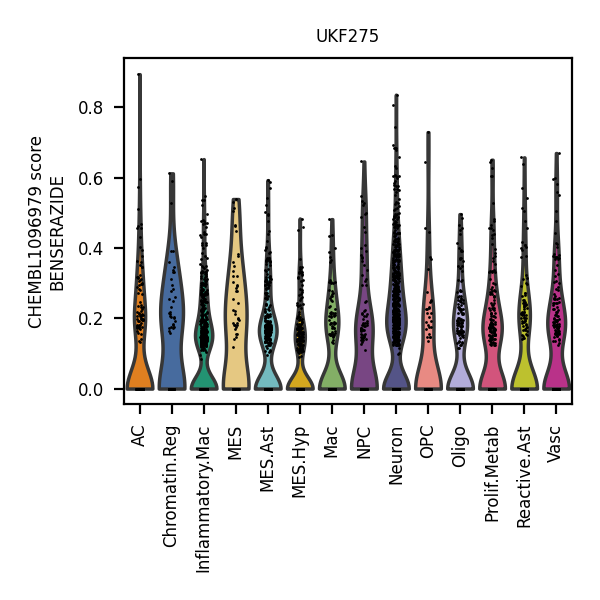 UKF275
CHEMBL1096979 score
BENSERAZIDE
0.8
0.6
0.4
0.2
0.0
AC
Chromatin.Reg
Inflammatory.Mac
MES
MES.Ast
MES.Hyp
Mac
NPC
Neuron
OPC
Oligo
Prolif.Metab
Reactive.Ast
Vasc